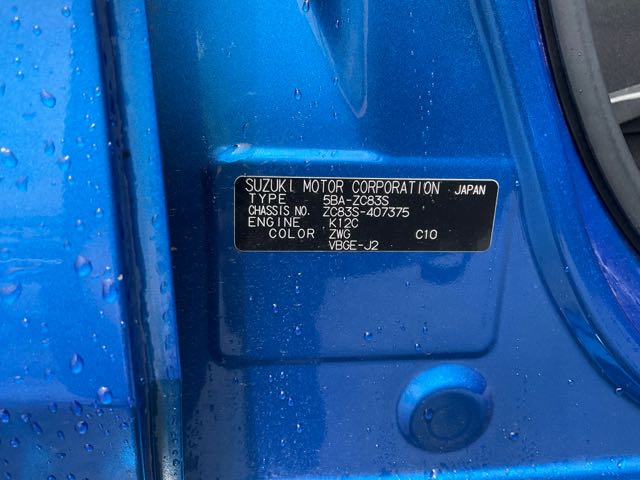 SUZUKI MOTOR CORPORATION JAPAN
TYPE 5BA-ZC83S
CHASSIS NO. ZC83S-407375
ENGINE K12C
COLOR ZWG C10
VBGE-J2